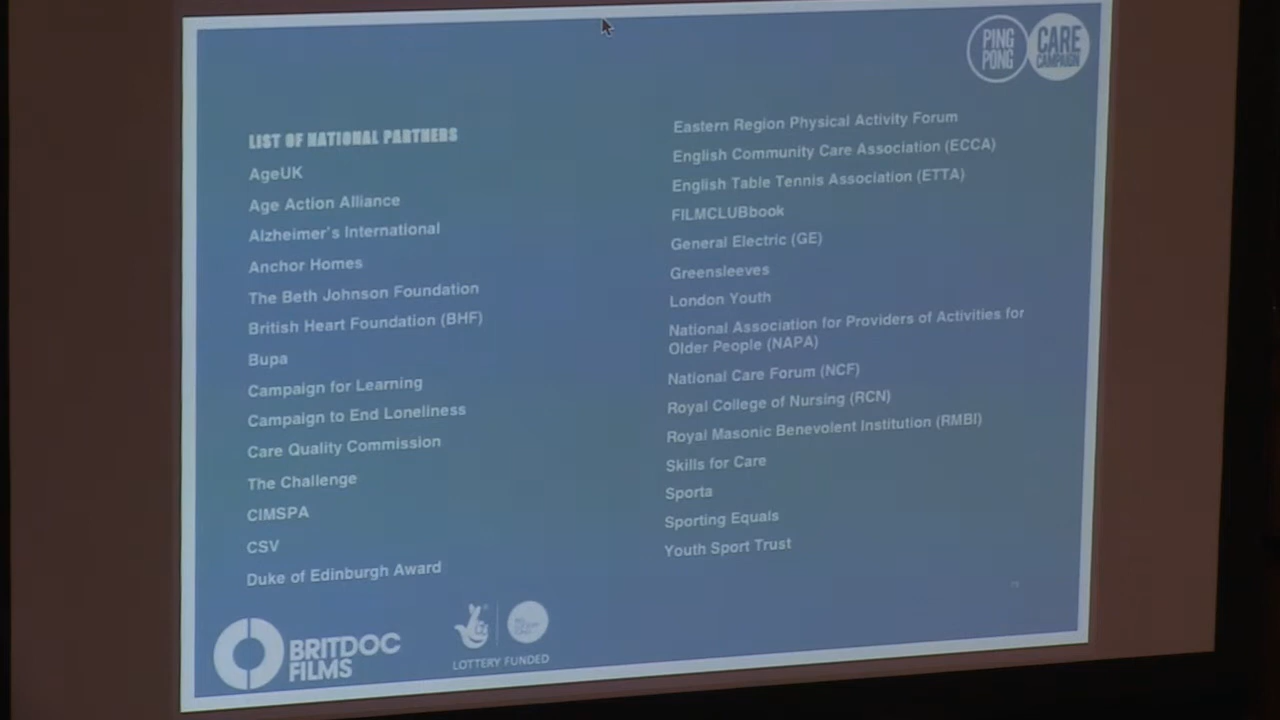 PING PONG
CARE CAMPAIGN
LIST OF NATIONAL PARTNERS
AgeUK
Age Action Alliance
Alzheimer's International
Anchor Homes
The Beth Johnson Foundation
British Heart Foundation (BHF)
Bupa
Campaign for Learning
Campaign to End Loneliness
Care Quality Commission
The Challenge
CIMSPA
CSV
Duke of Edinburgh Award
Eastern Region Physical Activity Forum
English Community Care Association (ECCA)
English Table Tennis Association (ETTA)
FILMCLUBbook
General Electric (GE)
Greensleeves
London Youth
National Association for Providers of Activities for
Older People (NAPA)
National Care Forum (NCF)
Royal College of Nursing (RCN)
Royal Masonic Benevolent Institution (RMBI)
Skills for Care
Sporta
Sporting Equals
Youth Sport Trust
BRITDOC
FILMS
LOTTERY FUNDED